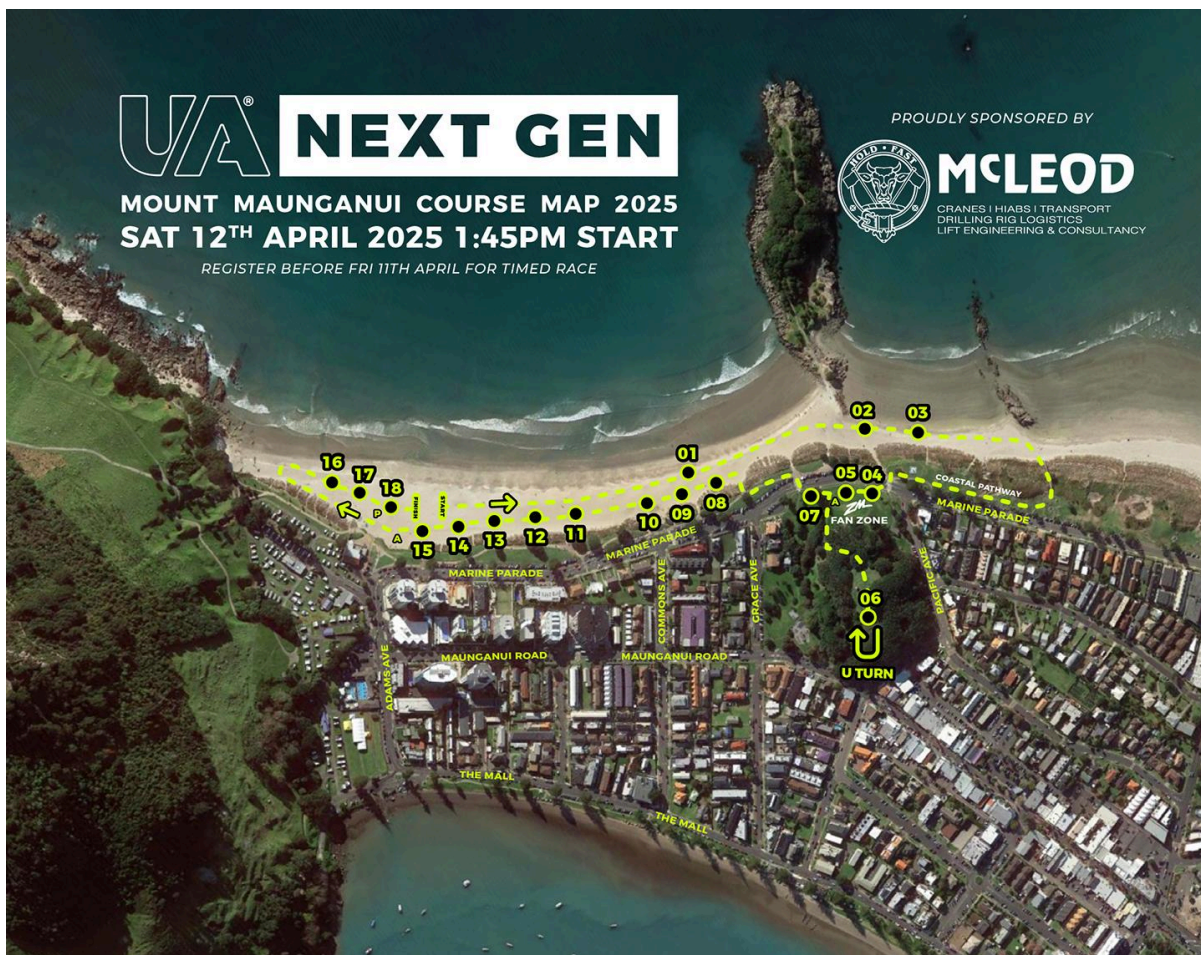 UA®
NEXT GEN
MOUNT MAUNGANUI COURSE MAP 2025
SAT 12TH APRIL 2025 1:45PM START
REGISTER BEFORE FRI 11TH APRIL FOR TIMED RACE
PROUDLY SPONSORED BY
HOLD • FAST
McLEOD
CRANES | HIABS | TRANSPORT
DRILLING RIG LOGISTICS
LIFT ENGINEERING & CONSULTANCY
02
03
01
16
17
18
P
FINISH
START
A
15
14
13
12
11
10
09
08
07
05
04
A
ZM
FAN ZONE
COASTAL PATHWAY
MARINE PARADE
MARINE PARADE
MARINE PARADE
COMMONS AVE
GRACE AVE
PACIFIC AVE
06
U TURN
ADAMS AVE
MAUNGANUI ROAD
MAUNGANUI ROAD
THE MALL
THE MALL